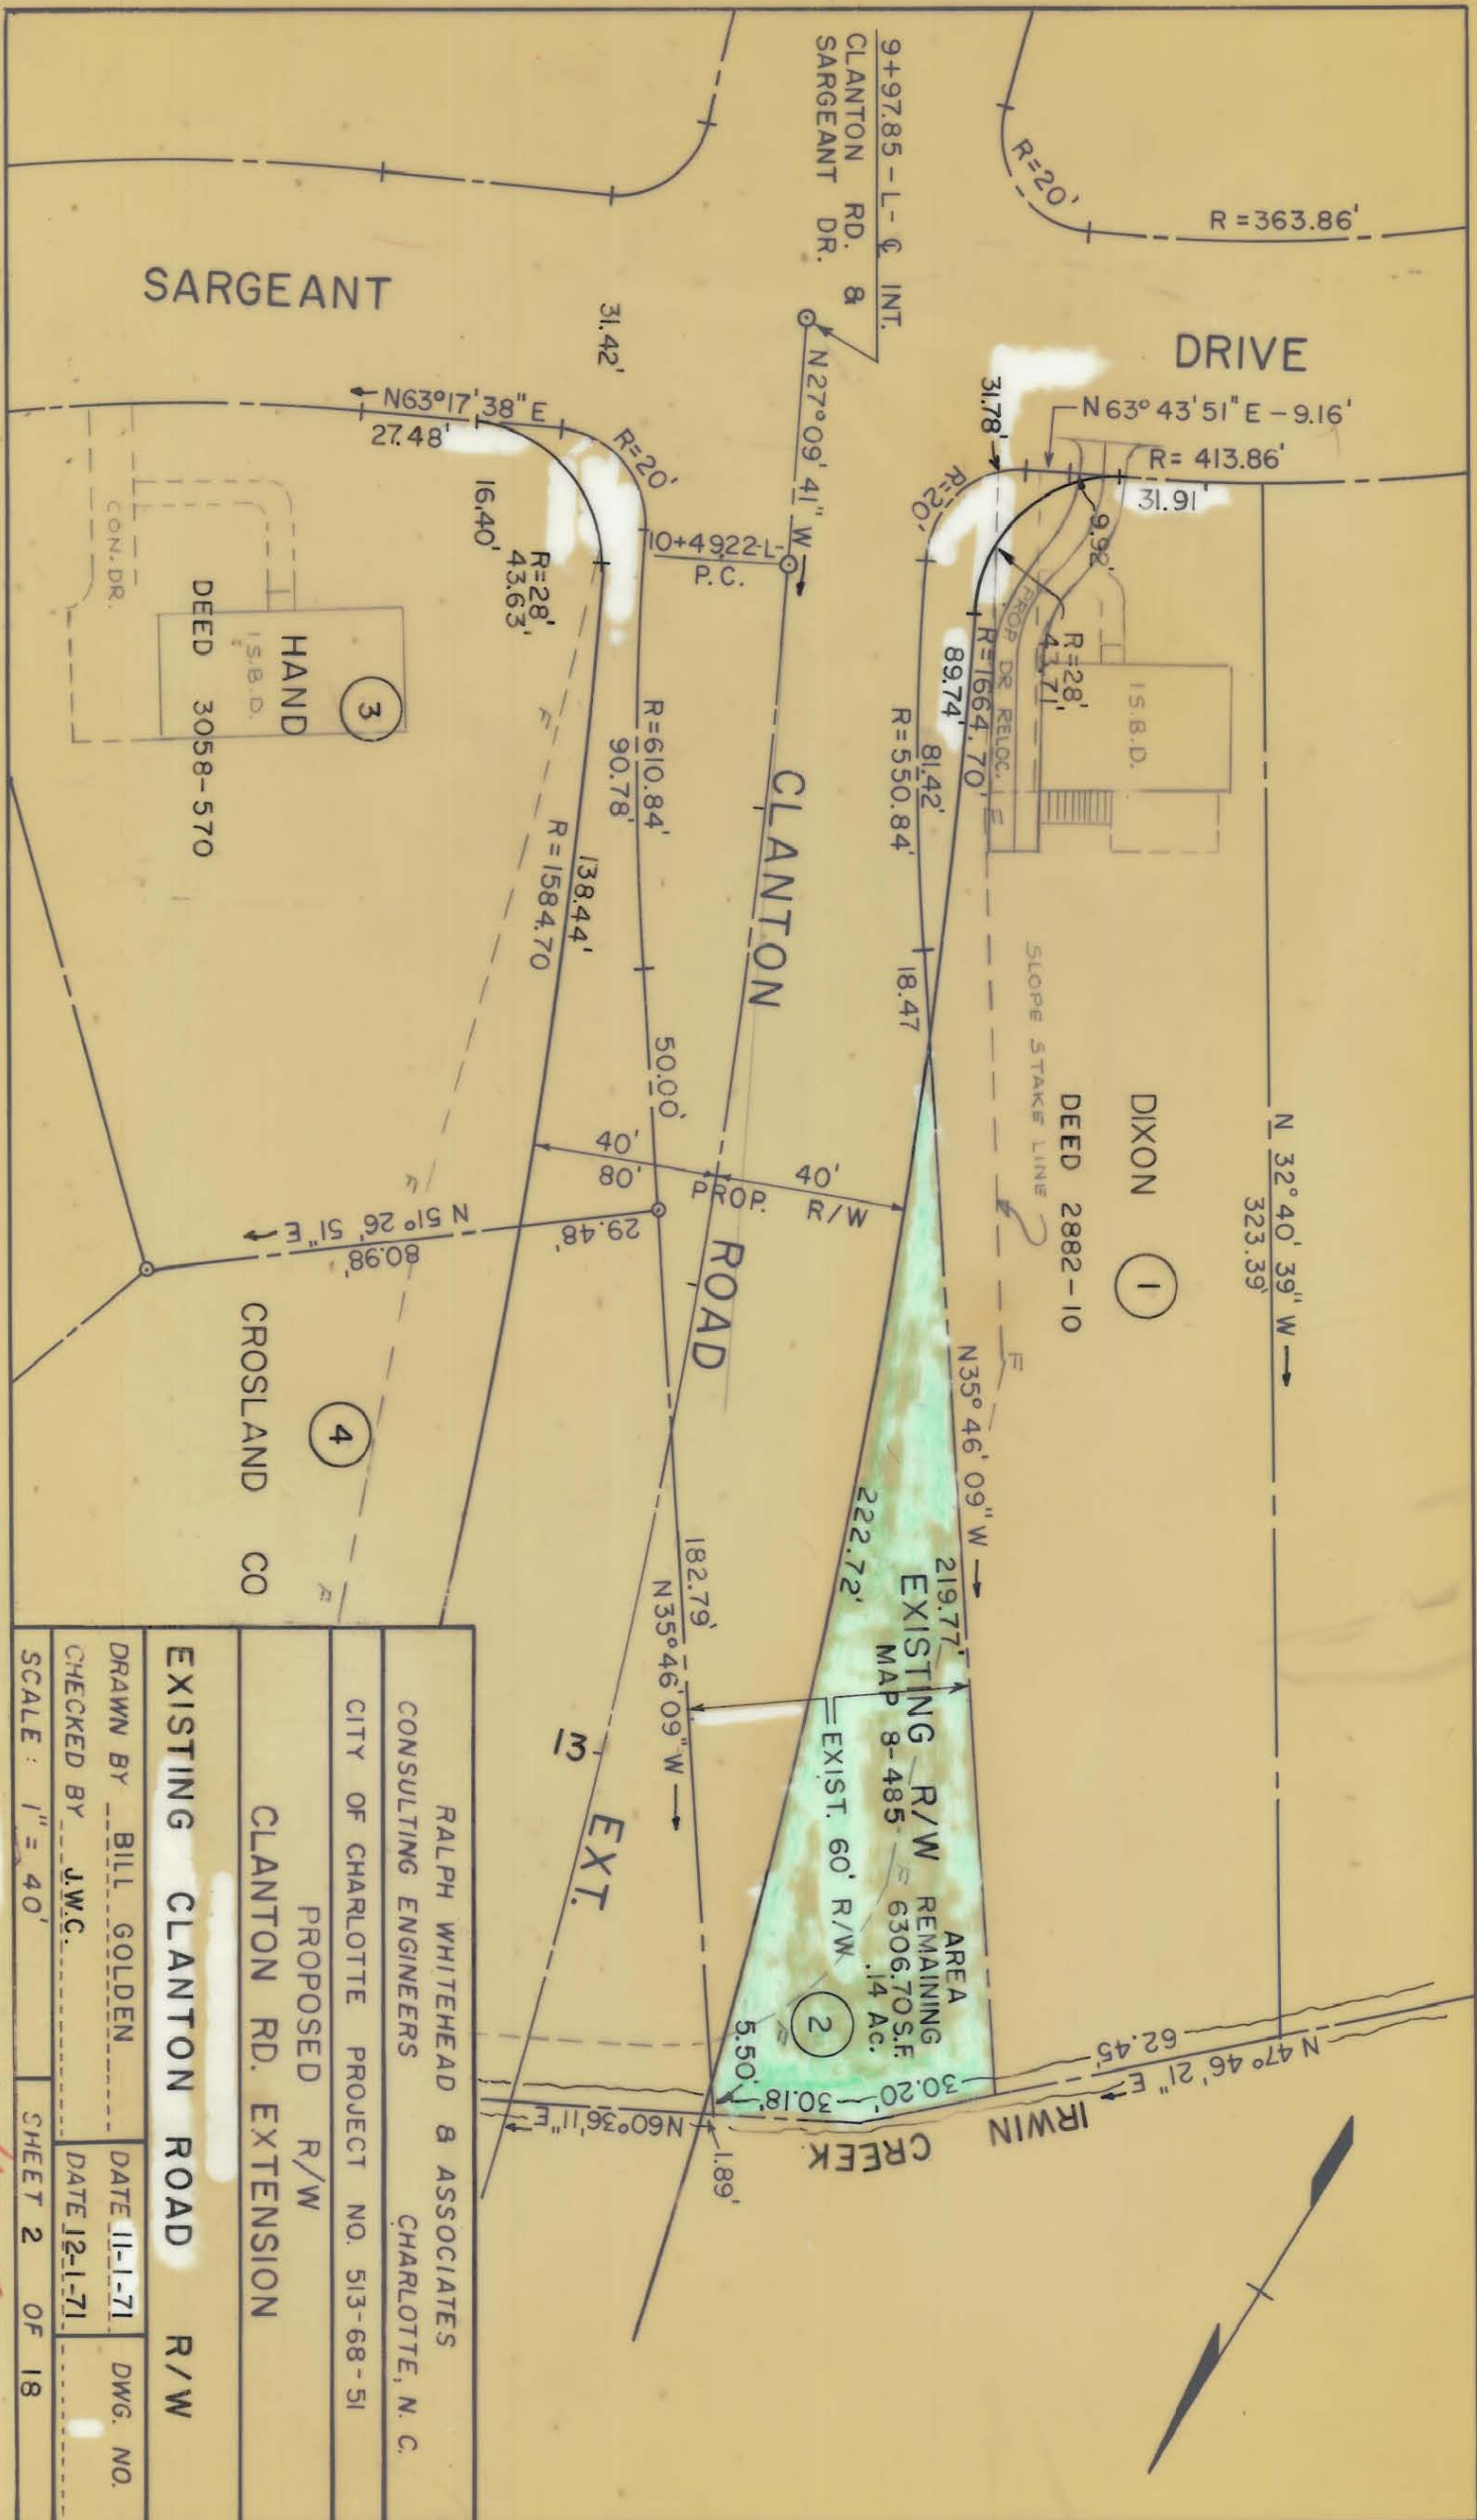 9+97.85 - L - ℄ INT.
CLANTON RD. &
SARGEANT DR.
R=20'
R=363.86'
SARGEANT
DRIVE
N63°43'51"E - 9.16'
R= 413.86'
31.91'
31.78'
9.92'
R=20'
R=28'
43.71'
PROP DR RELOC.
E
1 S.B.D.
R=1664.70'
89.74'
81.42'
R=550.84'
18.47
N27°09'41" W
10+49.22-L-
P.C.
31.42'
N63°17'38"E
27.48'
R=20'
16.40'
R=28'
43.63'
CON. DR.
HAND
1 S.B.D.
3
DEED 3058-570
R=610.84'
90.78'
138.44'
R=1584.70
F
CLANTON
ROAD
EXT.
50.00'
40'
80'
PROP.
40'
R/W
29.48'
N 51° 26' 51" E
80.98'
F
CROSLAND CO
4
F
SLOPE STAKE LINE
DIXON
1
DEED 2882-10
N 32° 40' 39" W
323.39'
F
N35° 46' 09" W
219.77'
222.72'
EXISTING R/W
MAP 8-485
AREA
REMAINING
6306.70 S.F.
.14 Ac.
F
EXIST. 60' R/W
2
F
182.79'
N35°46'09" W
13
5.50'
30.18'
30.20'
62.45'
N 47° 46' 21" E
N60°36'11"E
1.89'
IRWIN
CREEK
RALPH WHITEHEAD & ASSOCIATES
CONSULTING ENGINEERS CHARLOTTE, N. C.
CITY OF CHARLOTTE PROJECT NO. 513-68-51
PROPOSED R/W
CLANTON RD. EXTENSION
EXISTING CLANTON ROAD R/W
DRAWN BY BILL GOLDEN DATE 11-1-71 DWG. NO.
CHECKED BY J.W.C. DATE 12-1-71
SCALE: 1" = 40' SHEET 2 OF 18